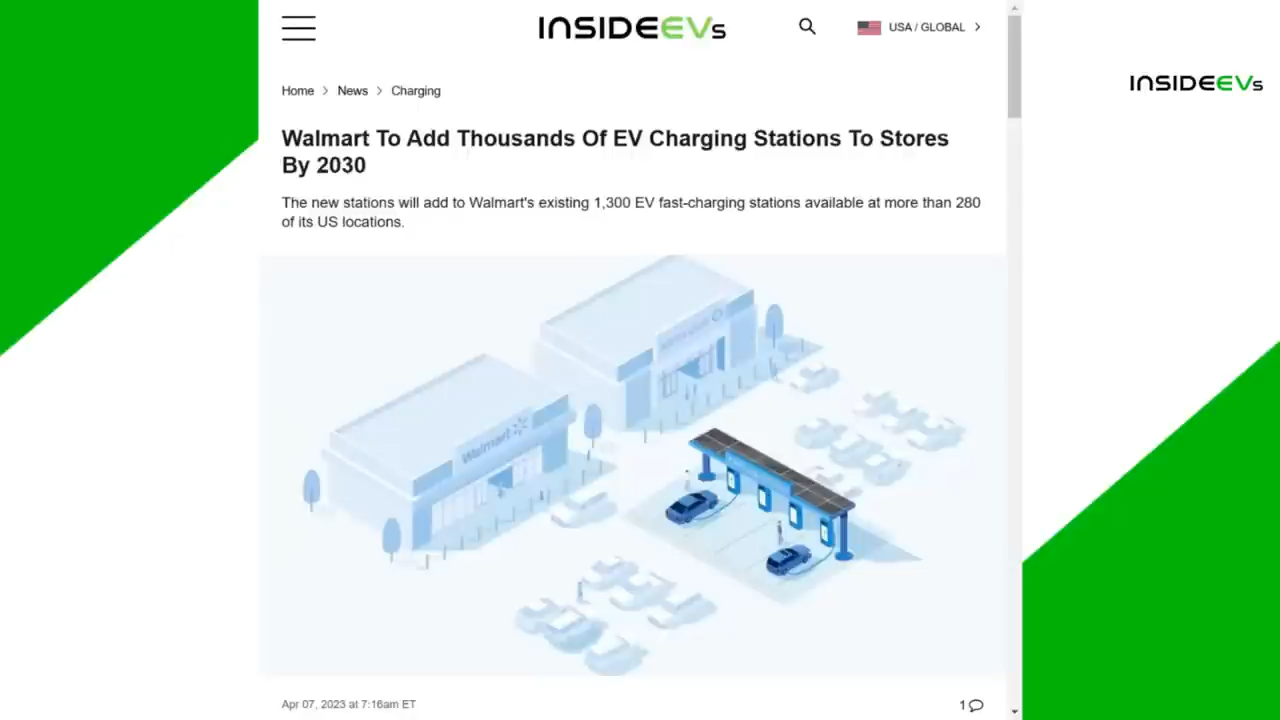 INSIDEEVs
USA / GLOBAL
INSIDEEVs
Home > News > Charging
Walmart To Add Thousands Of EV Charging Stations To Stores
By 2030
The new stations will add to Walmart's existing 1,300 EV fast-charging stations available at more than 280
of its US locations.
Walmart
Apr 07, 2023 at 7:16am ET
1